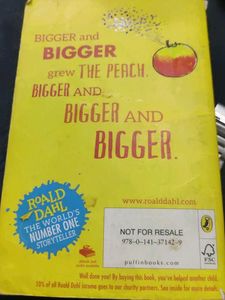 BIGGER and
BIGGER
grew THE PEACH.
BIGGER AND
BIGGER AND
BIGGER.
www.roalddahl.com
ROALD
DAHL
THE WORLD'S
NUMBER ONE
STORYTELLER
NOT FOR RESALE
978-0-141-37142-9
puffinbooks.com
FSC
Well done you! By buying this book, you've helped another child.
10% of all Roald Dahl income goes to our charity partners. See inside for more details.